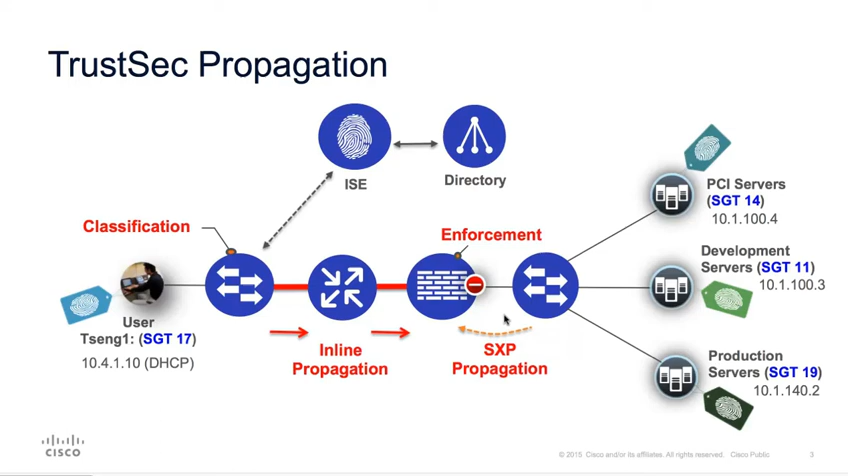 TrustSec Propagation
ISE
Directory
Classification
Enforcement
PCI Servers
(SGT 14)
10.1.100.4
Development
Servers (SGT 11)
10.1.100.3
User
Tseng1: (SGT 17)
10.4.1.10 (DHCP)
Inline
Propagation
SXP
Propagation
Production
Servers (SGT 19)
10.1.140.2
CISCO
© 2015 Cisco and/or its affiliates. All rights reserved. Cisco Public
3